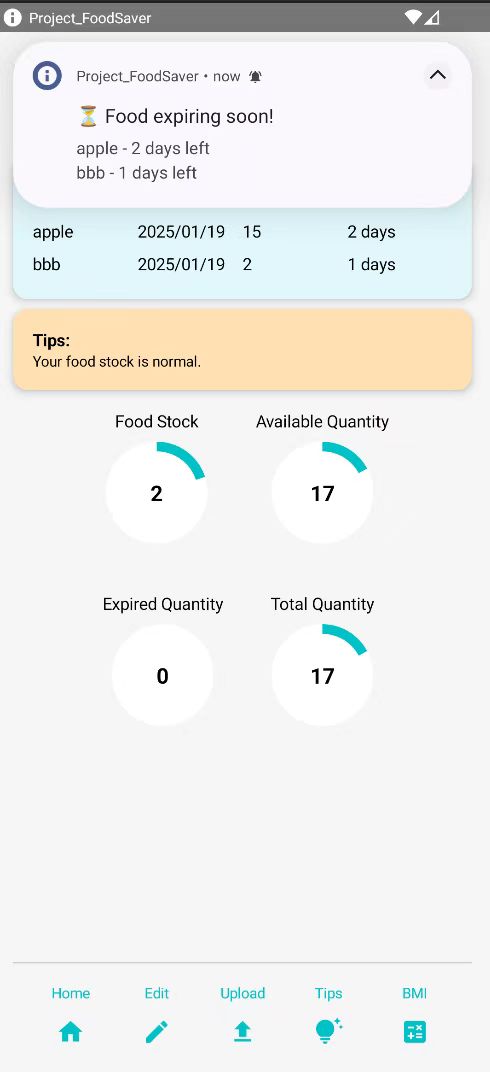 Project_FoodSaver
Project_FoodSaver • now
⏳ Food expiring soon!
apple - 2 days left
bbb - 1 days left
apple 2025/01/19 15 2 days
bbb 2025/01/19 2 1 days
Tips:
Your food stock is normal.
Food Stock Available Quantity
2 17
Expired Quantity Total Quantity
0 17
Home Edit Upload Tips BMI